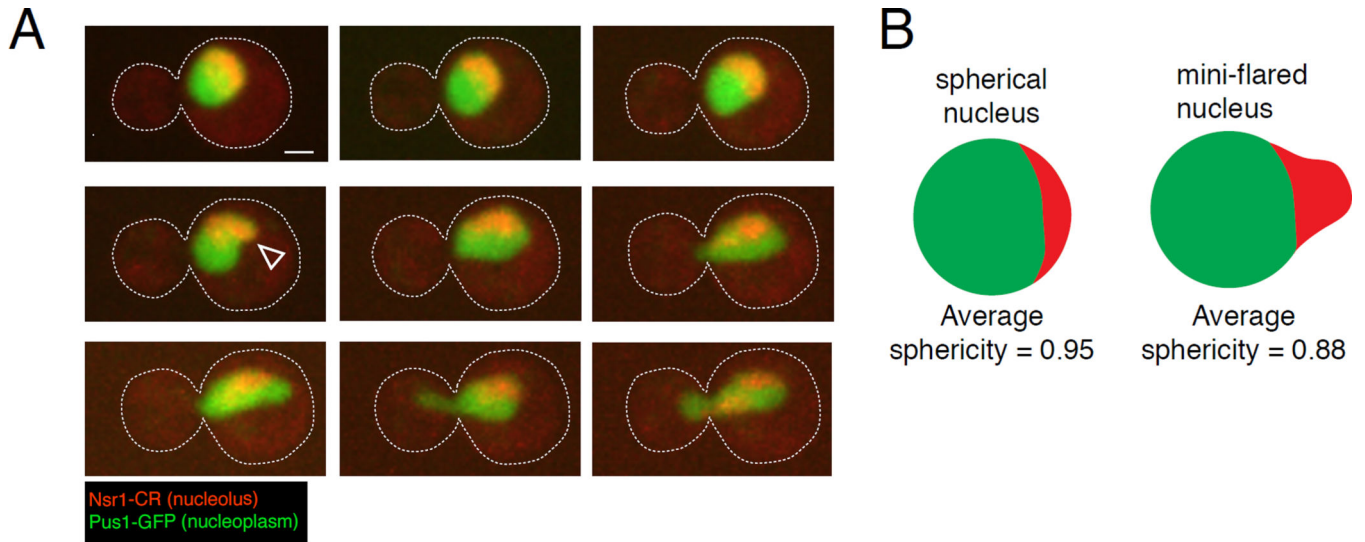 A
Nsr1-CR (nucleolus)
Pus1-GFP (nucleoplasm)
B
spherical
nucleus
Average
sphericity = 0.95
mini-flared
nucleus
Average
sphericity = 0.88